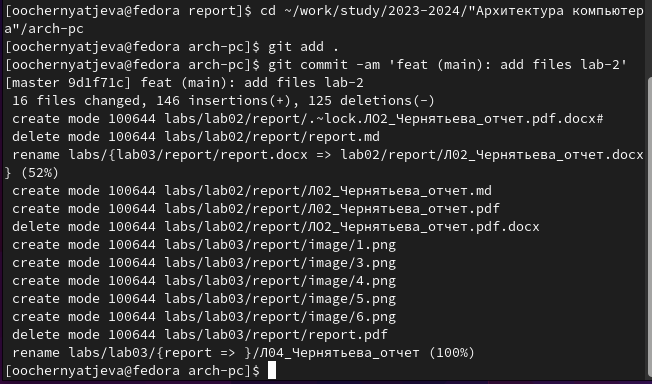 [oochernyatjeva@fedora report]$ cd ~/work/study/2023-2024/"Архитектура компьютер
а"/arch-pc
[oochernyatjeva@fedora arch-pc]$ git add .
[oochernyatjeva@fedora arch-pc]$ git commit -am 'feat (main): add files lab-2'
[master 9d1f71c] feat (main): add files lab-2
 16 files changed, 146 insertions(+), 125 deletions(-)
 create mode 100644 labs/lab02/report/.~lock.ЛО2_Чернятьева_отчет.pdf.docx#
 delete mode 100644 labs/lab02/report/report.md
 rename labs/{lab03/report/report.docx => lab02/report/Л02_Чернятьева_отчет.docx
} (52%)
 create mode 100644 labs/lab02/report/Л02_Чернятьева_отчет.md
 create mode 100644 labs/lab02/report/ЛО2_Чернятьева_отчет.pdf
 delete mode 100644 labs/lab02/report/ЛО2_Чернятьева_отчет.pdf.docx
 create mode 100644 labs/lab03/report/image/1.png
 create mode 100644 labs/lab03/report/image/3.png
 create mode 100644 labs/lab03/report/image/4.png
 create mode 100644 labs/lab03/report/image/5.png
 create mode 100644 labs/lab03/report/image/6.png
 delete mode 100644 labs/lab03/report/report.pdf
 rename labs/lab03/{report => }/Л04_Чернятьева_отчет (100%)
[oochernyatjeva@fedora arch-pc]$